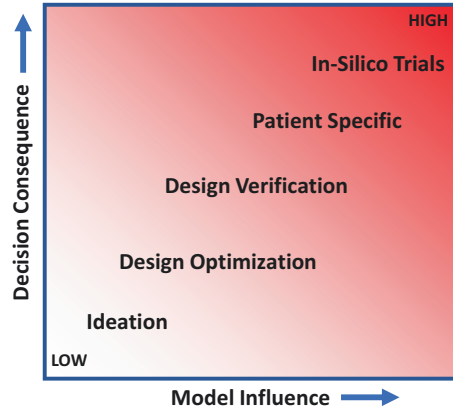 HIGH
In-Silico Trials
Patient Specific
Design Verification
Design Optimization
Ideation
LOW
Decision Consequence
Model Influence